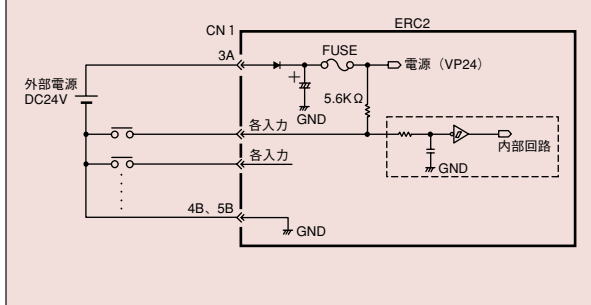 CN 1
ERC2
3A
FUSE
電源（VP24）
外部電源
DC24V
+
5.6KΩ
GND
各入力
内部回路
各入力
GND
4B、5B
GND